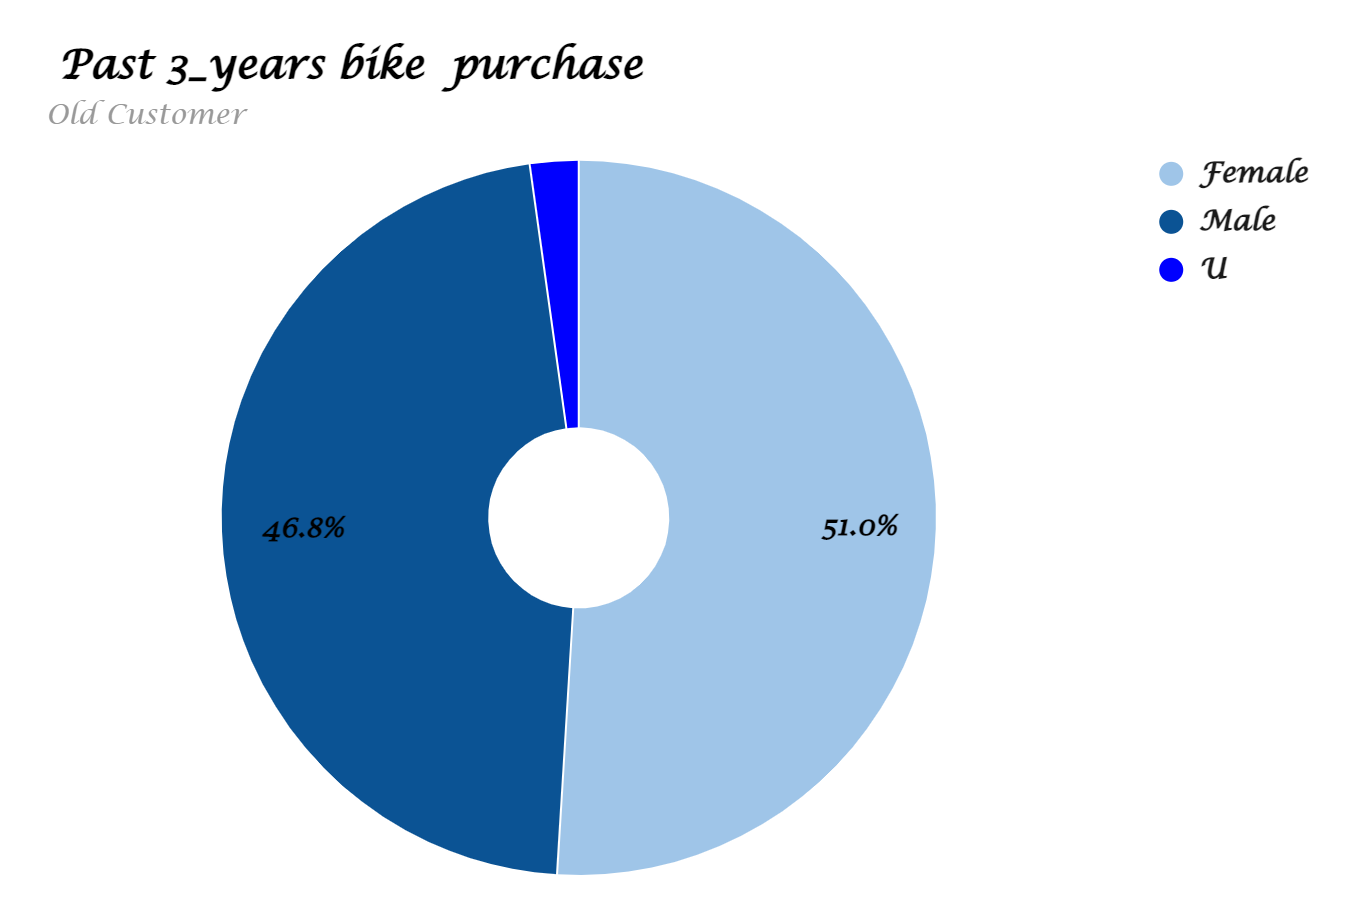 Past 3_years bike purchase
Old Customer
Female
Male
U
46.8%
51.0%